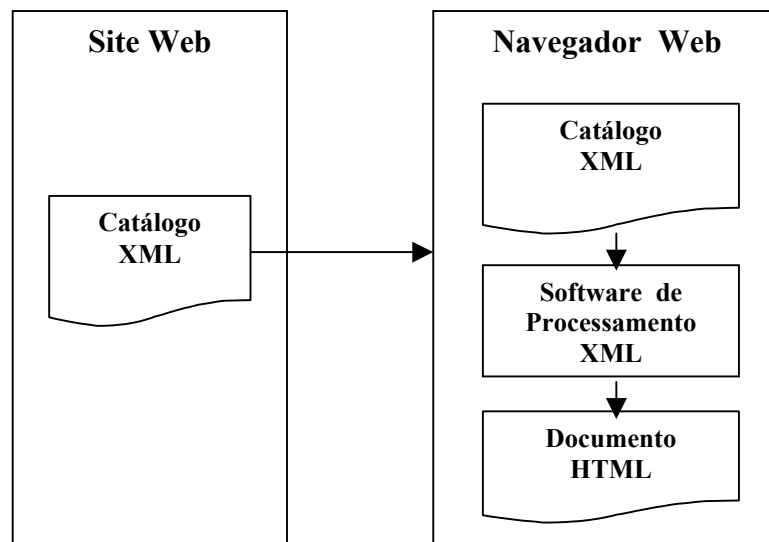 Site Web
Catálogo
XML
Navegador Web
Catálogo
XML
Software de
Processamento
XML
Documento
HTML